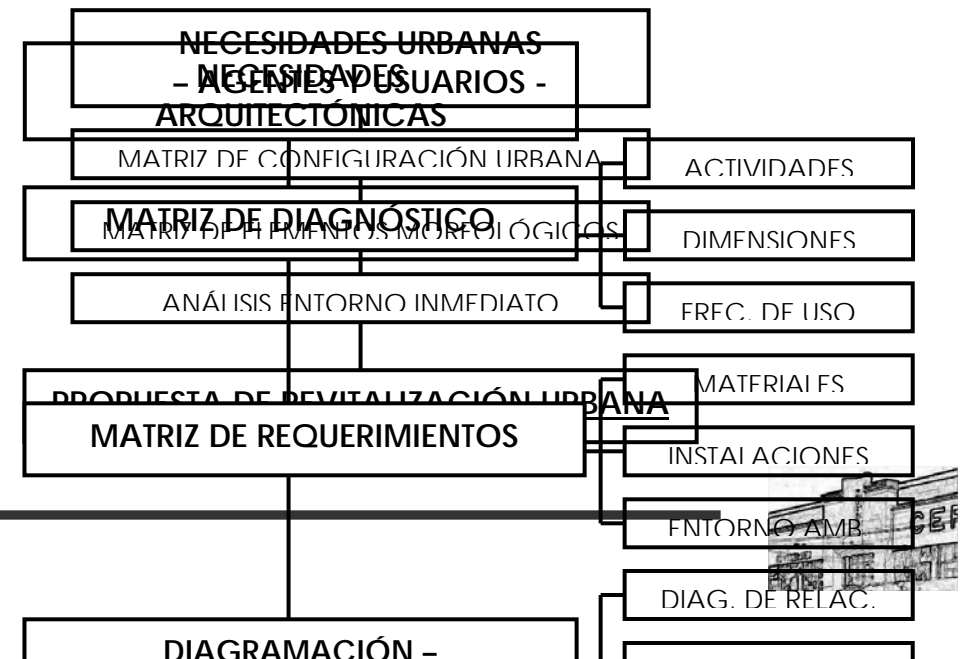 NECESIDADES URBANAS
NECESIDADES
– AGENTES Y USUARIOS -
ARQUITECTÓNICAS
MATRIZ DE CONFIGURACIÓN URBANA
ACTIVIDADES
MATRIZ DE DIAGNÓSTICO
MATRIZ DE ELEMENTOS MORFOLÓGICOS
DIMENSIONES
ANÁLISIS ENTORNO INMEDIATO
FREC. DE USO
PROPUESTA DE REVITALIZACIÓN URBANA
MATERIALES
MATRIZ DE REQUERIMIENTOS
INSTALACIONES
ENTORNO AMB.
DIAG. DE RELAC.
DIAGRAMACIÓN –